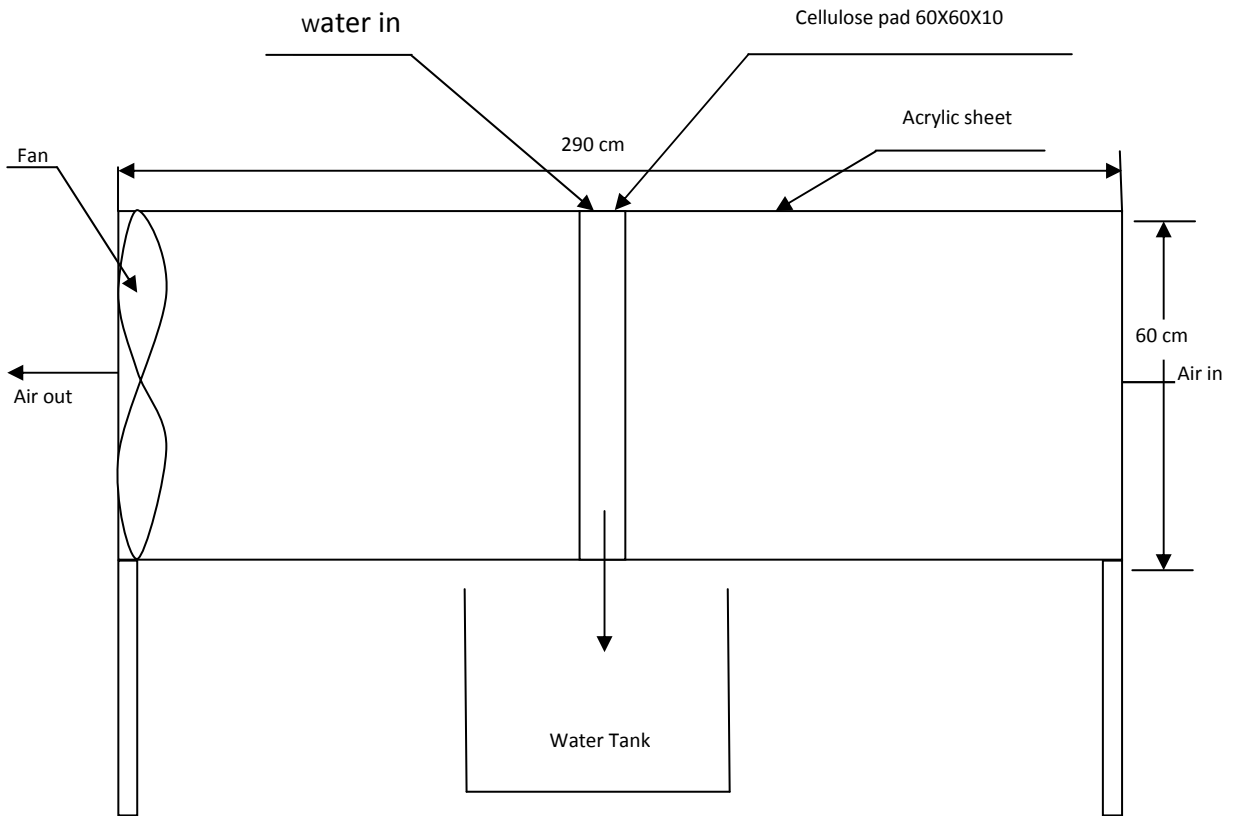 water in
Cellulose pad 60X60X10
Acrylic sheet
290 cm
Fan
60 cm
Air in
Air out
Water Tank